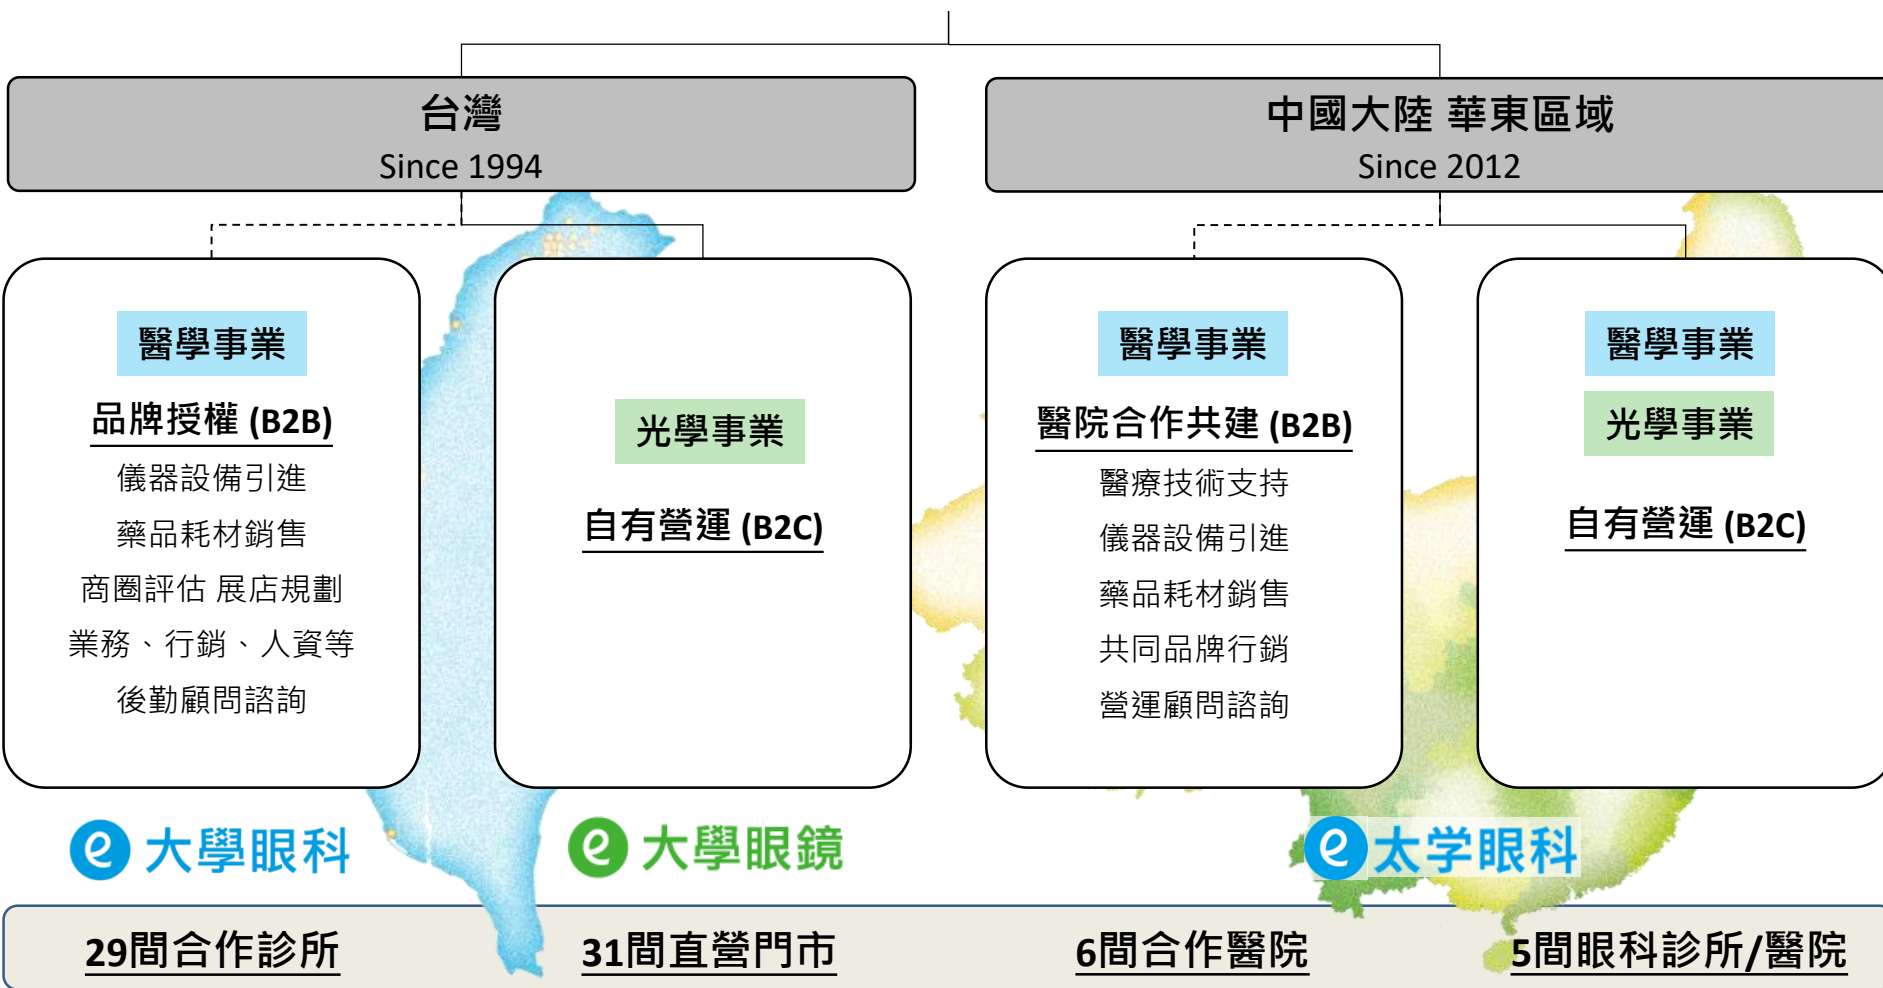 台灣
Since 1994
醫學事業
品牌授權 (B2B)
儀器設備引進
藥品耗材銷售
商圈評估 展店規劃
業務、行銷、人資等
後勤顧問諮詢
光學事業
自有營運 (B2C)
e 大學眼科
e 大學眼鏡
29間合作診所
31間直營門市
中國大陸 華東區域
Since 2012
醫學事業
醫院合作共建 (B2B)
醫療技術支持
儀器設備引進
藥品耗材銷售
共同品牌行銷
營運顧問諮詢
醫學事業
光學事業
自有營運 (B2C)
e 太学眼科
6間合作醫院
5間眼科診所/醫院